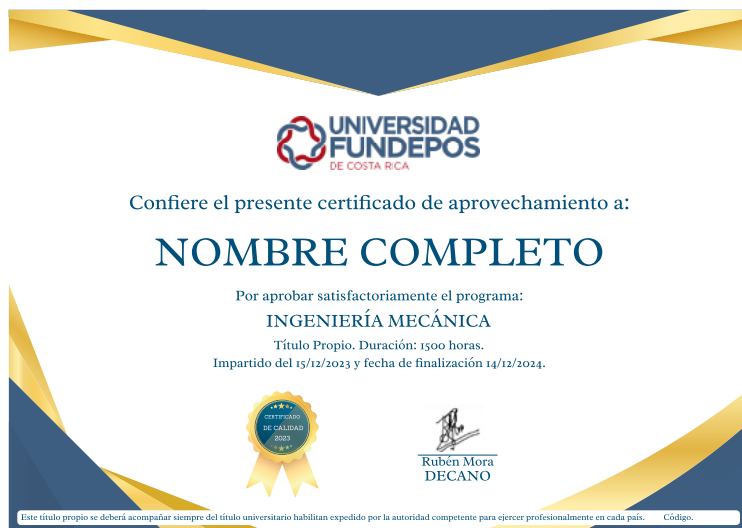 UNIVERSIDAD
FUNDEPOS
DE COSTA RICA
Confiere el presente certificado de aprovechamiento a:
NOMBRE COMPLETO
Por aprobar satisfactoriamente el programa:
INGENIERÍA MECÁNICA
Título Propio. Duración: 1500 horas.
Impartido del 15/12/2023 y fecha de finalización 14/12/2024.
CERTIFICADO
DE CALIDAD
2023
Rubén Mora
DECANO
Este título propio se deberá acompañar siempre del título universitario habilitan expedido por la autoridad competente para ejercer profesionalmente en cada país. Código.